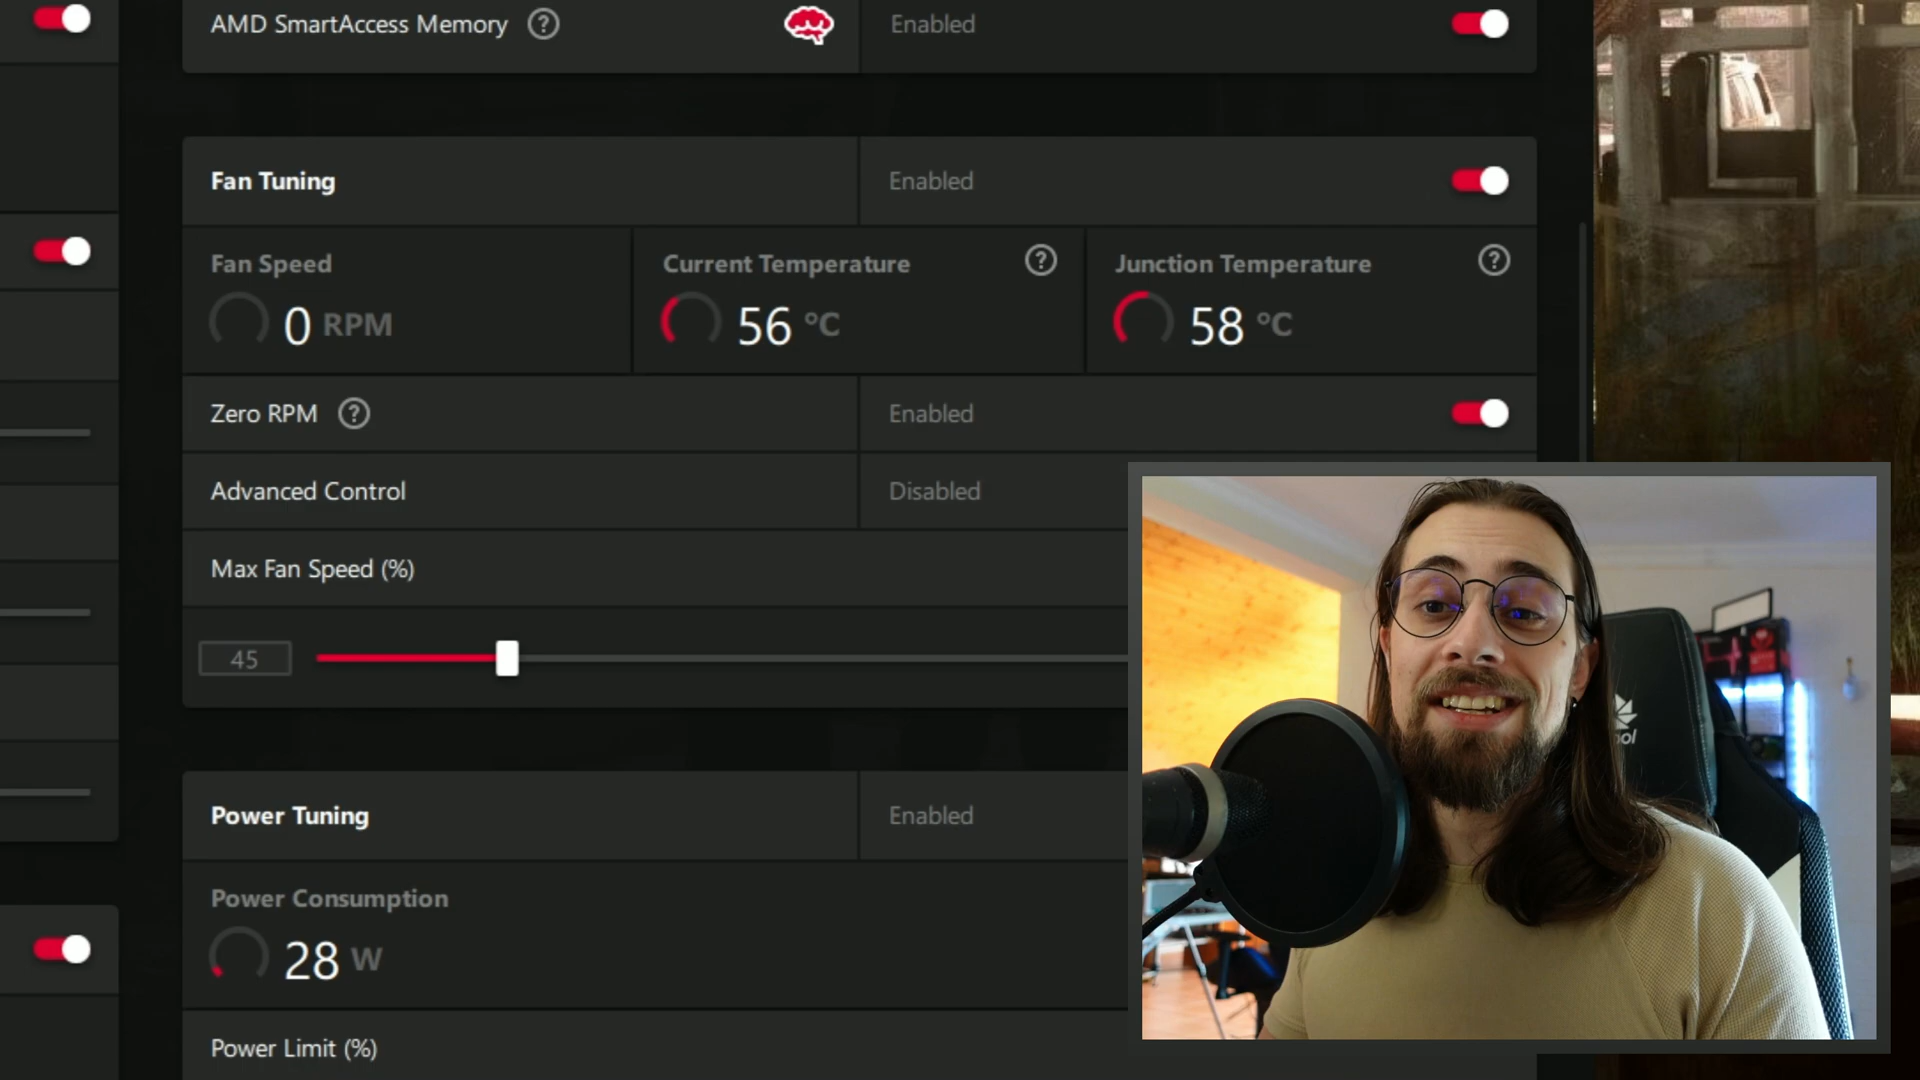 AMD SmartAccess Memory
Enabled
Fan Tuning
Enabled
Fan Speed
0 RPM
Current Temperature
56 °C
Junction Temperature
58 °C
Zero RPM
Enabled
Advanced Control
Disabled
Max Fan Speed (%)
45
Power Tuning
Enabled
Power Consumption
28 W
Power Limit (%)